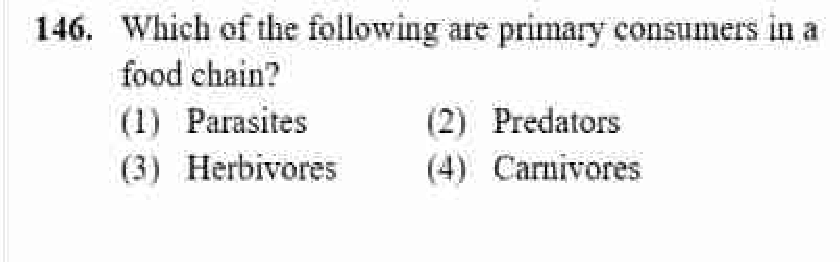 146. Which of the following are primary consumers in a
food chain?
(1) Parasites (2) Predators
(3) Herbivores (4) Carnivores